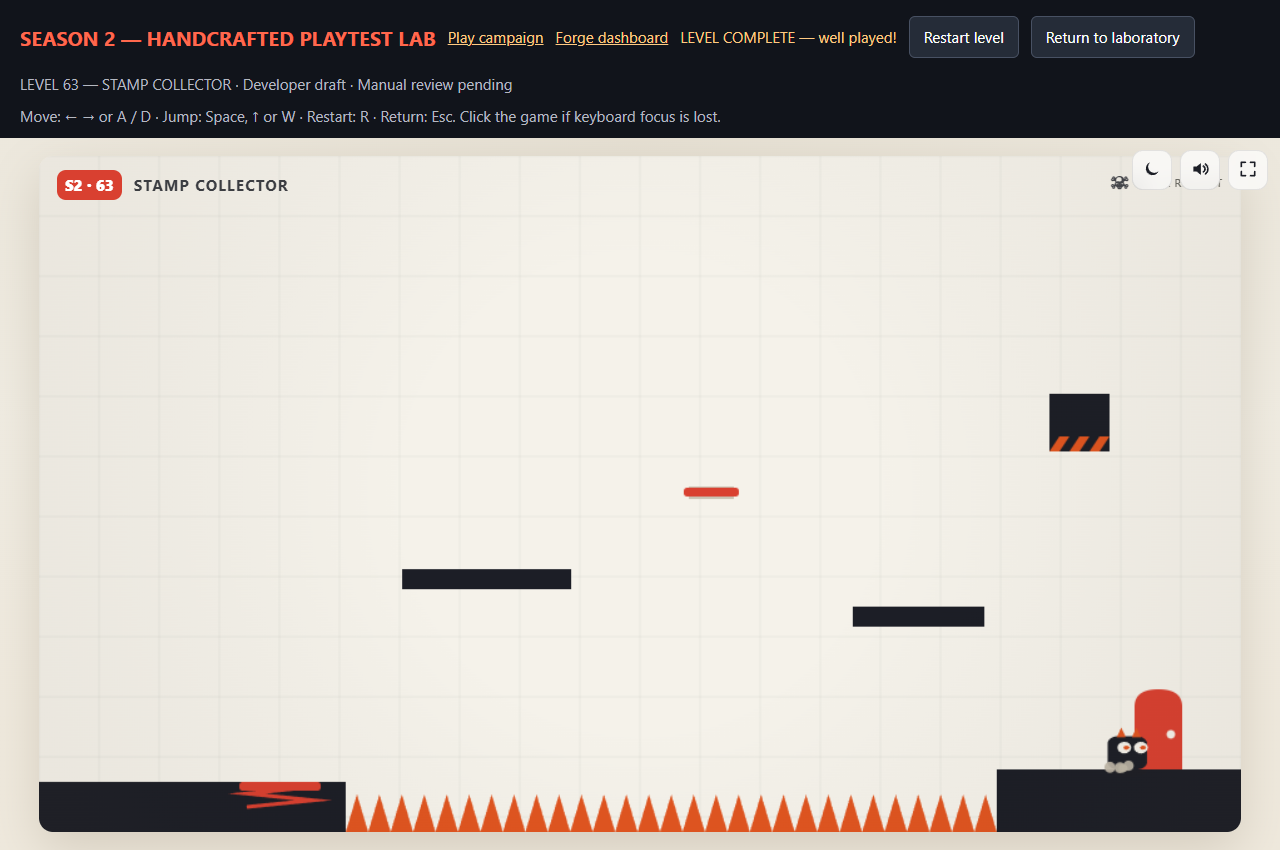 SEASON 2 — HANDCRAFTED PLAYTEST LAB Play campaign Forge dashboard LEVEL COMPLETE — well played! Restart level Return to laboratory
LEVEL 63 — STAMP COLLECTOR · Developer draft · Manual review pending
Move: ← → or A / D · Jump: Space, ↑ or W · Restart: R · Return: Esc. Click the game if keyboard focus is lost.
S2 · 63 STAMP COLLECTOR